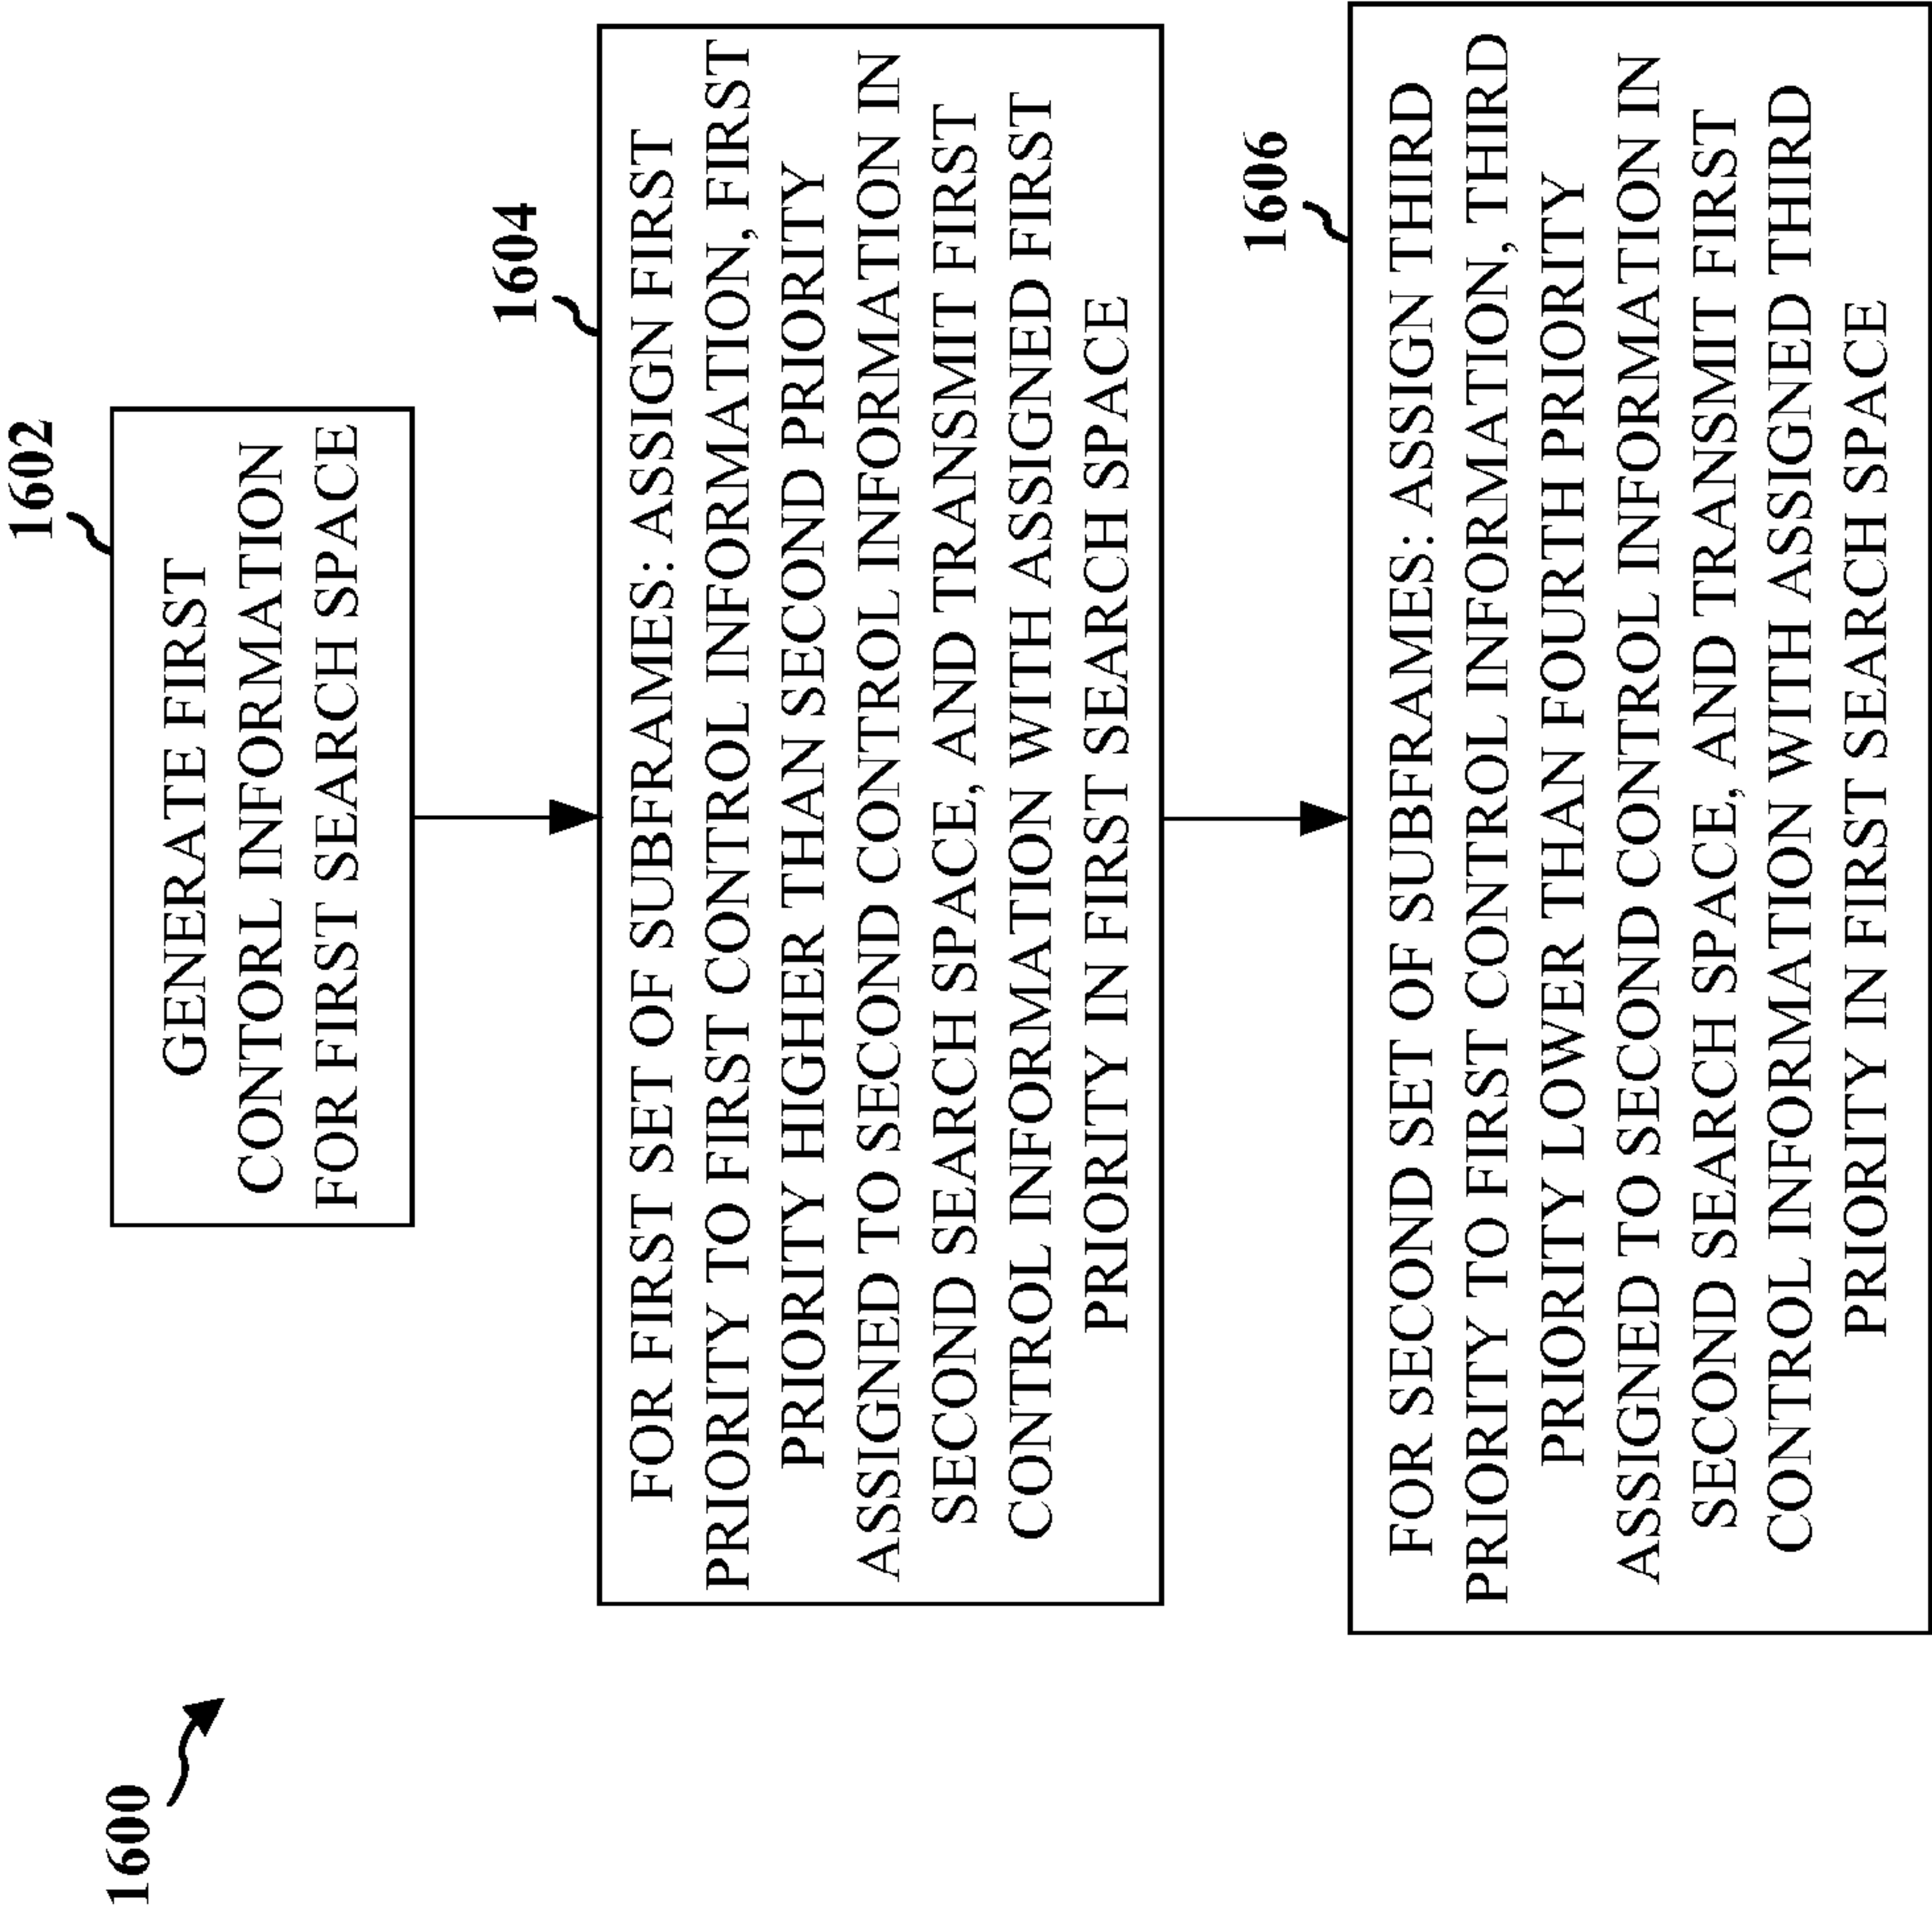 1600
1602
GENERATE FIRST
CONTORL INFORMATION
FOR FIRST SEARCH SPACE
1604
FOR FIRST SET OF SUBFRAMES: ASSIGN FIRST
PRIORITY TO FIRST CONTROL INFORMATION, FIRST
PRIORITY HIGHER THAN SECOND PRIORITY
ASSIGNED TO SECOND CONTROL INFORMATION IN
SECOND SEARCH SPACE, AND TRANSMIT FIRST
CONTROL INFORMATION WITH ASSIGNED FIRST
PRIORITY IN FIRST SEARCH SPACE
1606
FOR SECOND SET OF SUBFRAMES: ASSIGN THIRD
PRIORITY TO FIRST CONTROL INFORMATION, THIRD
PRIORITY LOWER THAN FOURTH PRIORITY
ASSIGNED TO SECOND CONTROL INFORMATION IN
SECOND SEARCH SPACE, AND TRANSMIT FIRST
CONTROL INFORMATION WITH ASSIGNED THIRD
PRIORITY IN FIRST SEARCH SPACE